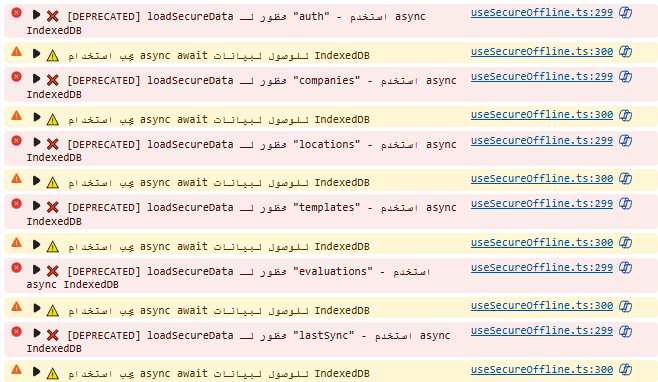 ❌ [DEPRECATED] loadSecureData محظور لـ "auth" - استخدم async useSecureOffline.ts:299
IndexedDB
⚠️ يجب استخدام async await للوصول لبيانات IndexedDB useSecureOffline.ts:300
❌ [DEPRECATED] loadSecureData محظور لـ "companies" - استخدم async useSecureOffline.ts:299
IndexedDB
⚠️ يجب استخدام async await للوصول لبيانات IndexedDB useSecureOffline.ts:300
❌ [DEPRECATED] loadSecureData محظور لـ "locations" - استخدم async useSecureOffline.ts:299
IndexedDB
⚠️ يجب استخدام async await للوصول لبيانات IndexedDB useSecureOffline.ts:300
❌ [DEPRECATED] loadSecureData محظور لـ "templates" - استخدم async useSecureOffline.ts:299
IndexedDB
⚠️ يجب استخدام async await للوصول لبيانات IndexedDB useSecureOffline.ts:300
❌ [DEPRECATED] loadSecureData محظور لـ "evaluations" - استخدم useSecureOffline.ts:299
async IndexedDB
⚠️ يجب استخدام async await للوصول لبيانات IndexedDB useSecureOffline.ts:300
❌ [DEPRECATED] loadSecureData محظور لـ "lastSync" - استخدم async useSecureOffline.ts:299
IndexedDB
⚠️ يجب استخدام async await للوصول لبيانات IndexedDB useSecureOffline.ts:300